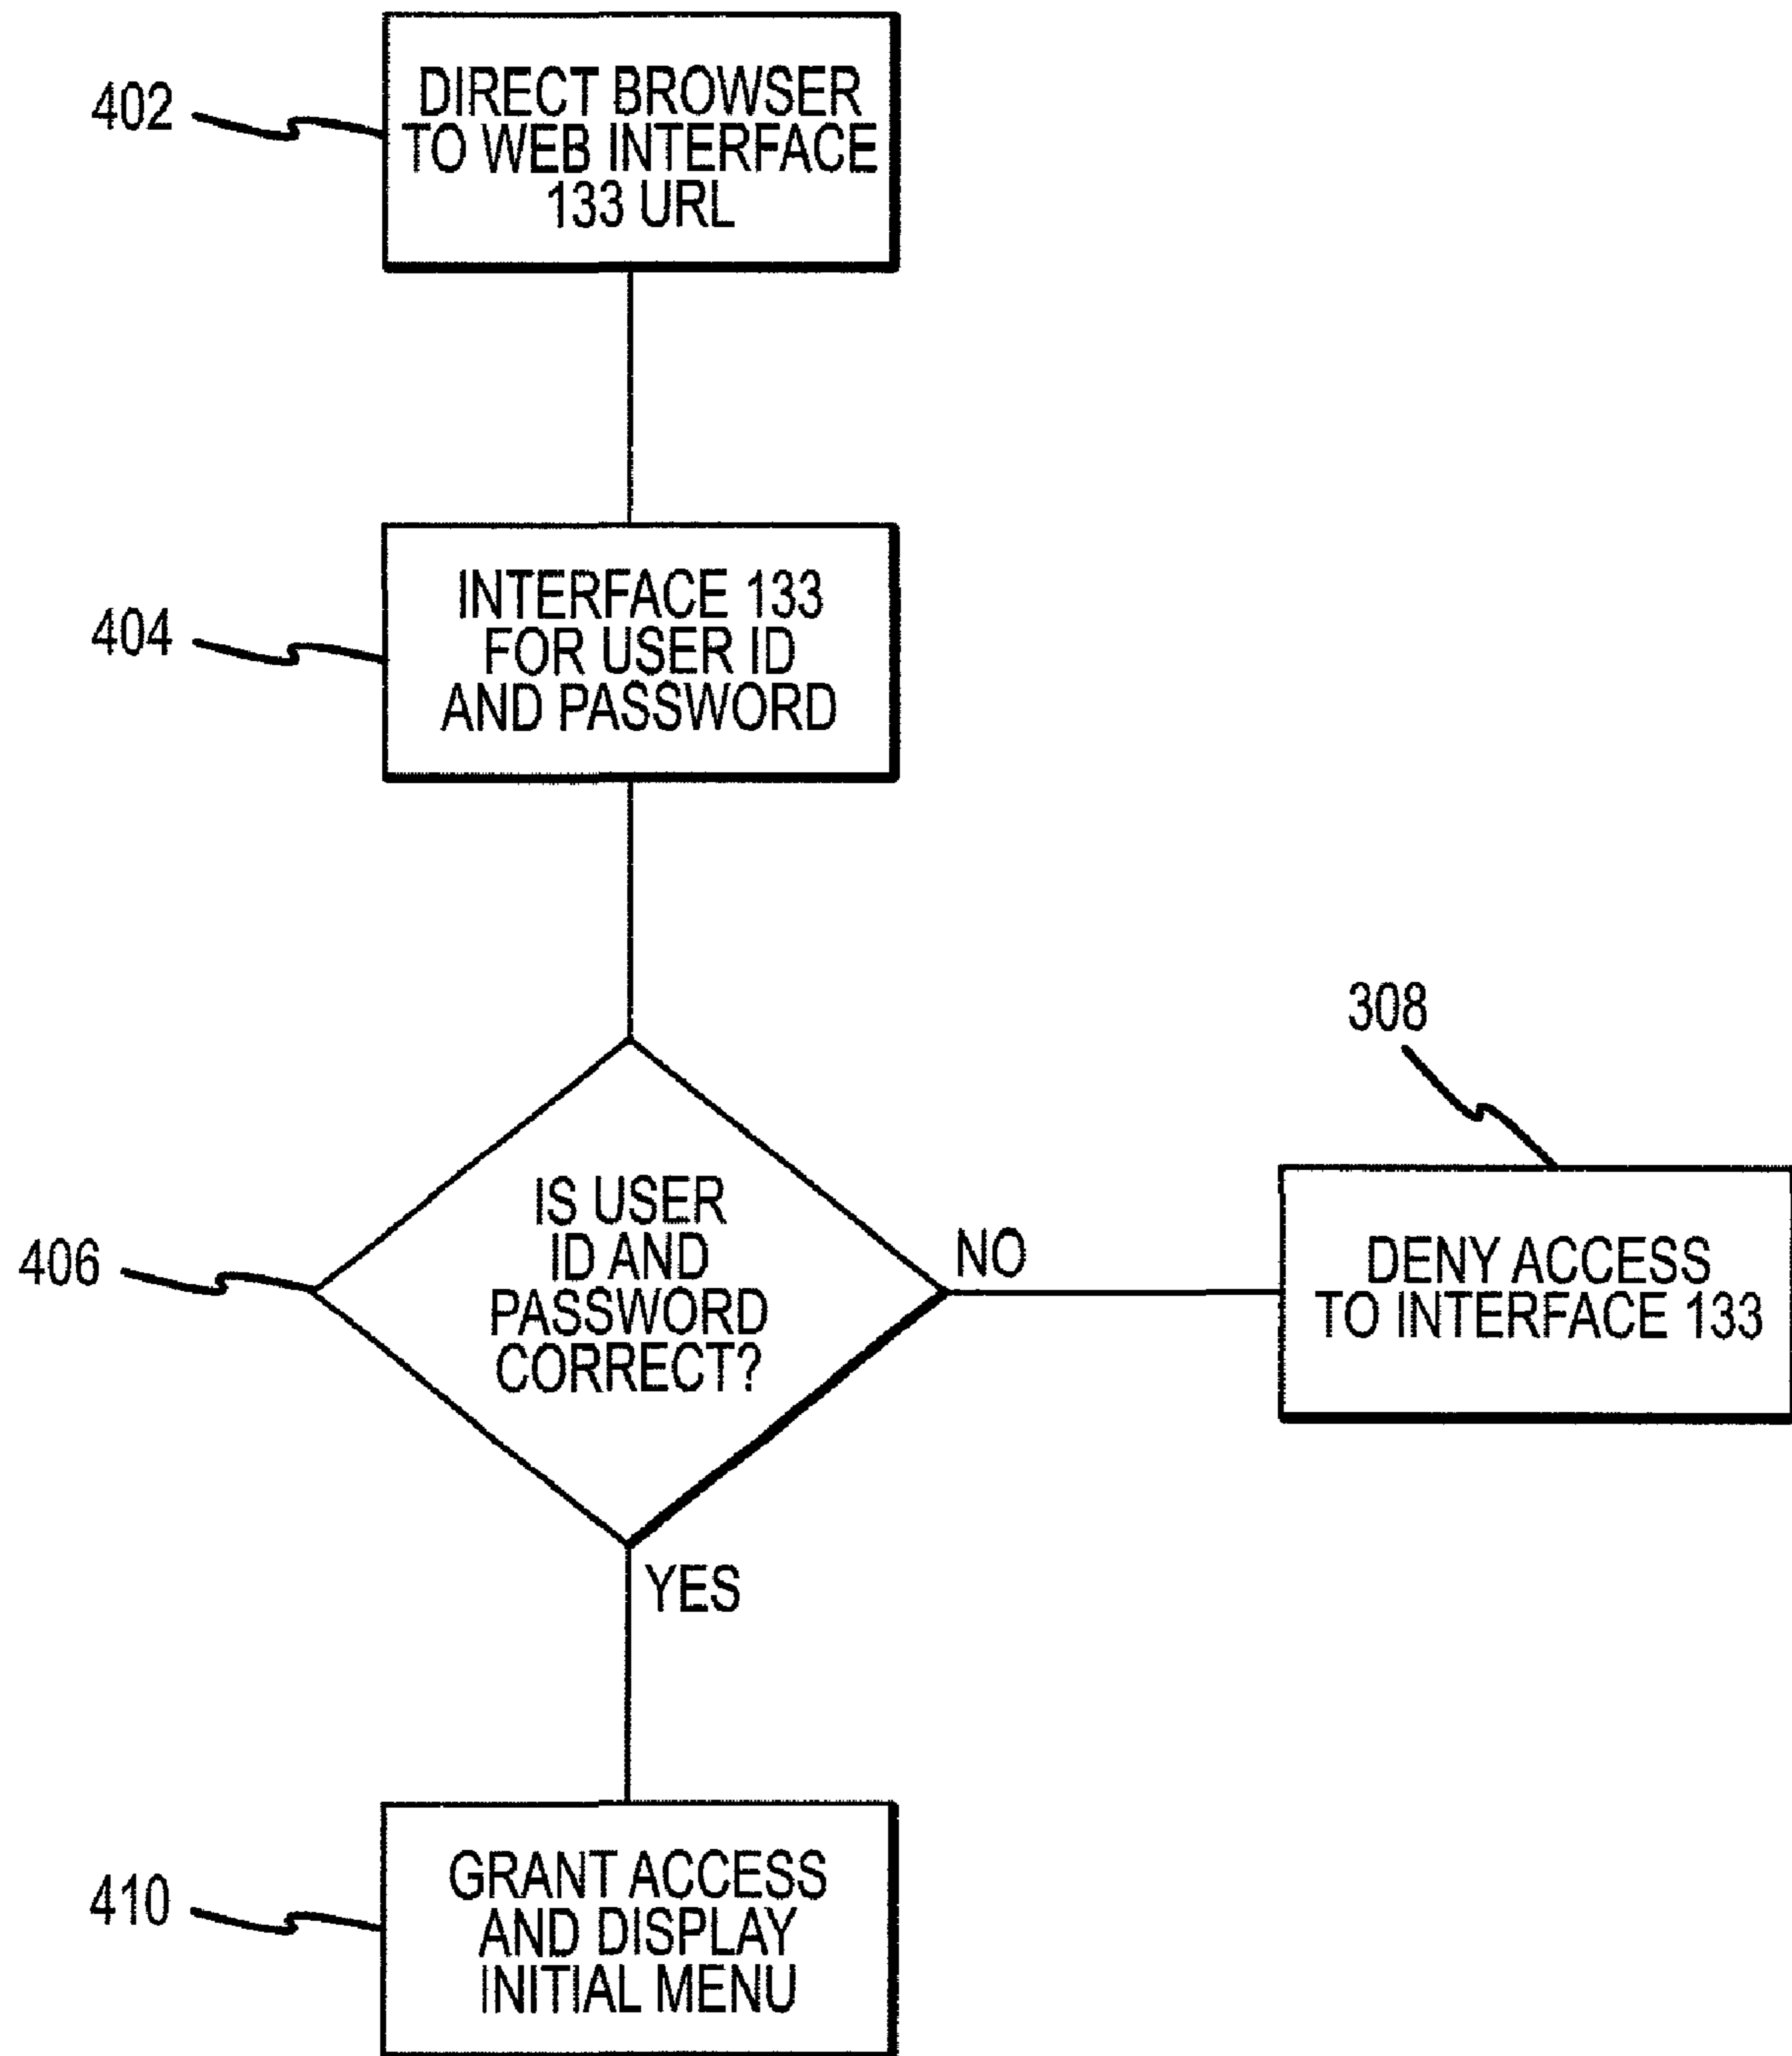 402
DIRECT BROWSER
TO WEB INTERFACE
133 URL
404
INTERFACE 133
FOR USER ID
AND PASSWORD
406
IS USER
ID AND
PASSWORD
CORRECT?
NO
308
DENY ACCESS
TO INTERFACE 133
YES
410
GRANT ACCESS
AND DISPLAY
INITIAL MENU